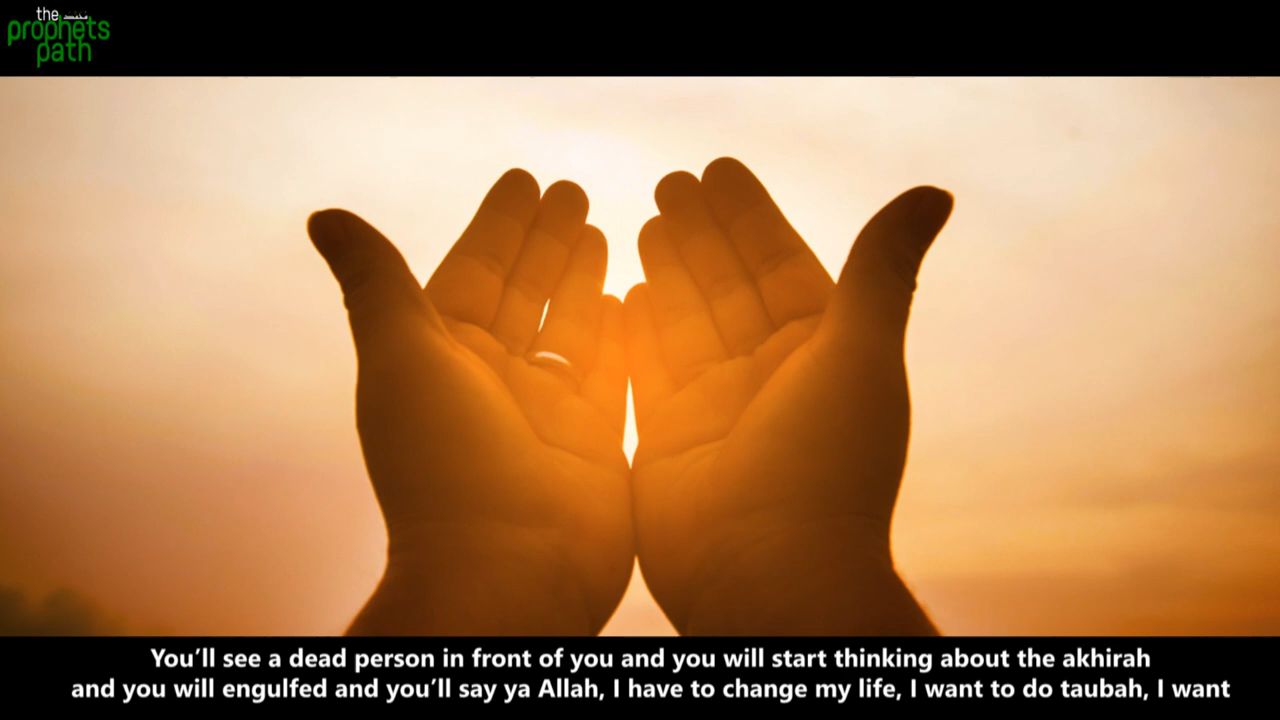 the
prophets
path
You’ll see a dead person in front of you and you will start thinking about the akhirah
and you will engulfed and you’ll say ya Allah, I have to change my life, I want to do taubah, I want